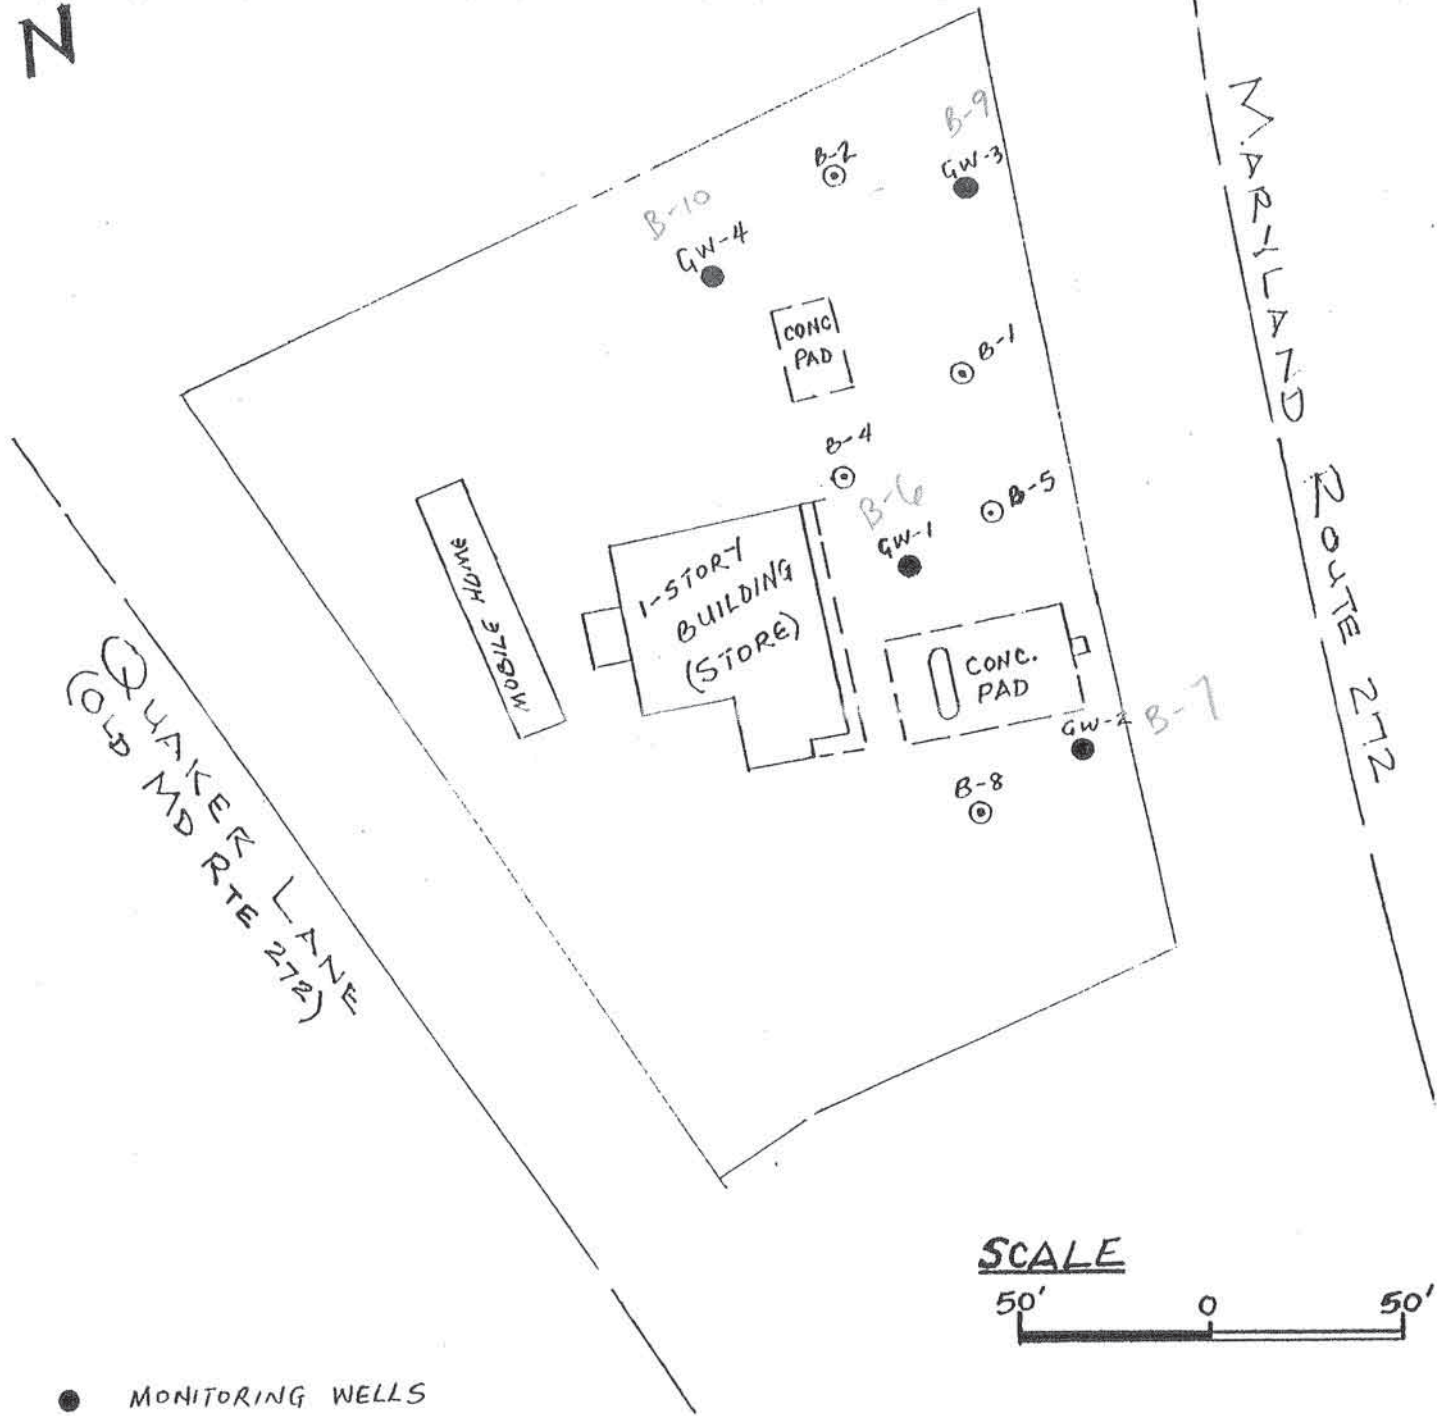 N
B-9
B-2
GW-3
B-10
GW-4
CONC
PAD
B-1
B-4
B-5
B-6
GW-1
1-STORY
BUILDING
(STORE)
MOBILE HOME
CONC.
PAD
GW-2
B-7
B-8
MARYLAND ROUTE 272
QUAKER LANE
(OLD MD RTE 272)
SCALE
50' 0 50'
MONITORING WELLS